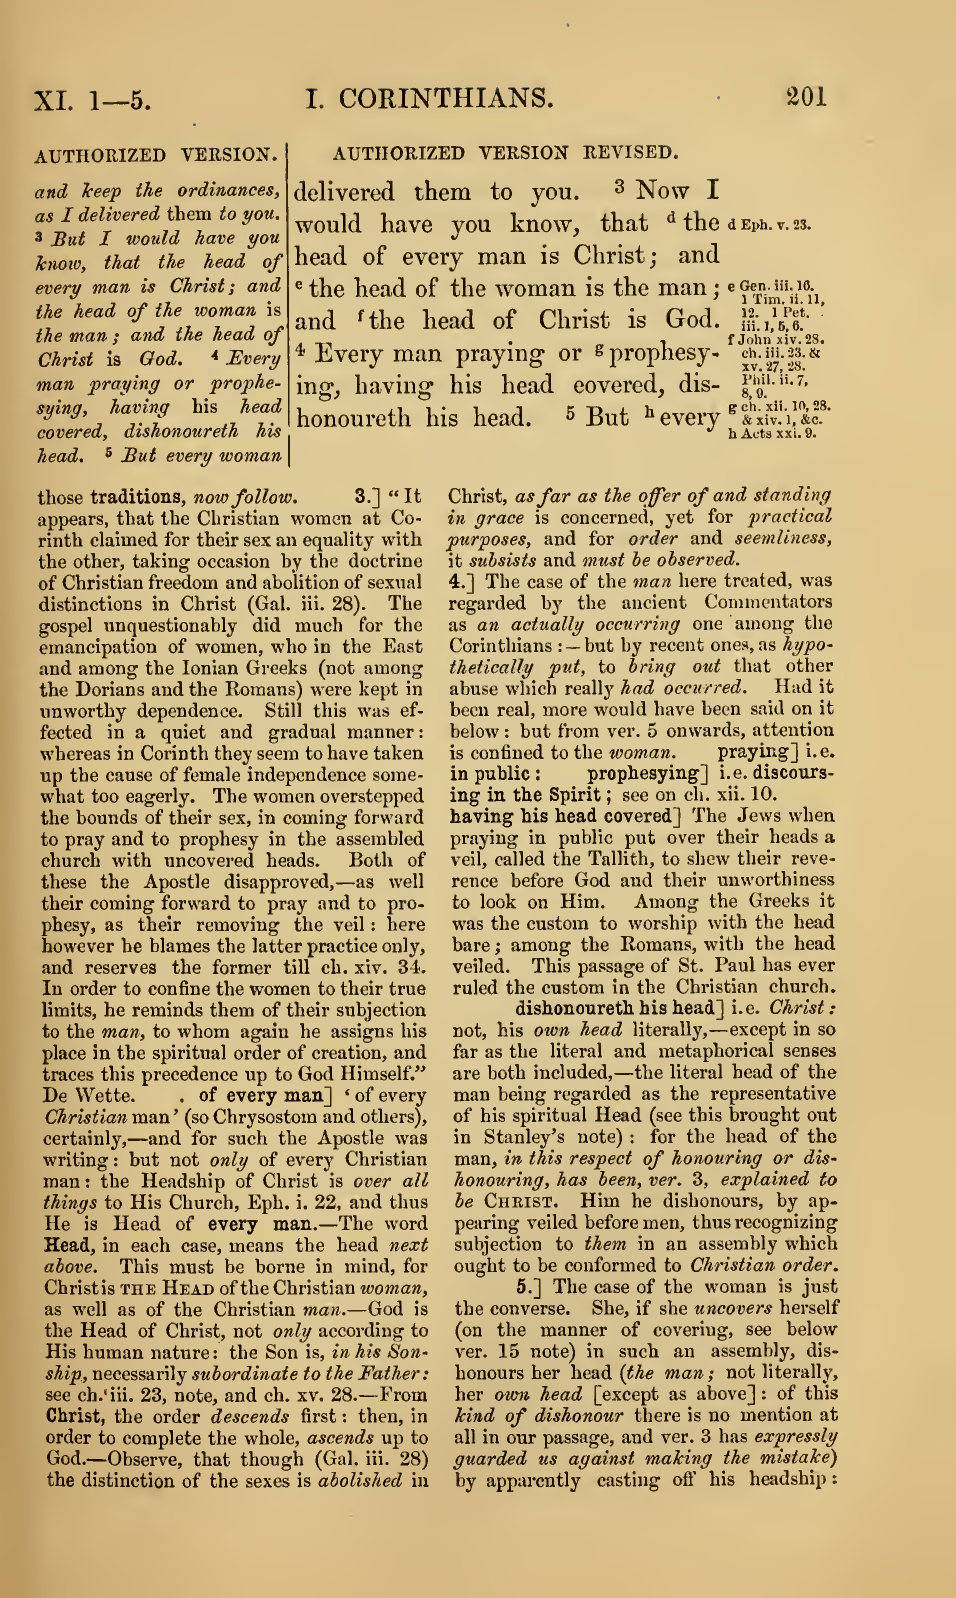 XI. 1—5.
I. CORINTHIANS.
201
AUTHORIZED VERSION.
and keep the ordinances,
as I delivered them to you.
3 But I would have you
know, that the head of
every man is Christ; and
the head of the woman is
the man; and the head of
Christ is God. 4 Every
man praying or prophe-
sying, having his head
covered, dishonoureth his
head. 5 But every woman
AUTHORIZED VERSION REVISED.
delivered them to you. 3 Now I
would have you know, that d the
head of every man is Christ; and
e the head of the woman is the man;
and f the head of Christ is God.
4 Every man praying or g prophesy-
ing, having his head covered, dis-
honoureth his head. 5 But h every
d Eph. v. 23.
e Gen. iii. 16.
1 Tim. ii. 11,
12. 1 Pet.
iii. 1, 5, 6.
f John xiv. 28.
ch. iii. 23. &
xv. 27, 28.
Phil. ii. 7,
8, 9.
g ch. xii. 10, 28.
& xiv. 1, &c.
h Acts xxi. 9.
those traditions, now follow. 3.] "It
appears, that the Christian women at Co-
rinth claimed for their sex an equality with
the other, taking occasion by the doctrine
of Christian freedom and abolition of sexual
distinctions in Christ (Gal. iii. 28). The
gospel unquestionably did much for the
emancipation of women, who in the East
and among the Ionian Greeks (not among
the Dorians and the Romans) were kept in
unworthy dependence. Still this was ef-
fected in a quiet and gradual manner:
whereas in Corinth they seem to have taken
up the cause of female independence some-
what too eagerly. The women overstepped
the bounds of their sex, in coming forward
to pray and to prophesy in the assembled
church with uncovered heads. Both of
these the Apostle disapproved,—as well
their coming forward to pray and to pro-
phesy, as their removing the veil: here
however he blames the latter practice only,
and reserves the former till ch. xiv. 34.
In order to confine the women to their true
limits, he reminds them of their subjection
to the man, to whom again he assigns his
place in the spiritual order of creation, and
traces this precedence up to God Himself."
De Wette. . of every man] 'of every
Christian man' (so Chrysostom and others),
certainly,—and for such the Apostle was
writing: but not only of every Christian
man: the Headship of Christ is over all
things to His Church, Eph. i. 22, and thus
He is Head of every man.—The word
Head, in each case, means the head next
above. This must be borne in mind, for
Christ is THE HEAD of the Christian woman,
as well as of the Christian man.—God is
the Head of Christ, not only according to
His human nature: the Son is, in his Son-
ship, necessarily subordinate to the Father:
see ch. iii. 23, note, and ch. xv. 28.—From
Christ, the order descends first: then, in
order to complete the whole, ascends up to
God.—Observe, that though (Gal. iii. 28)
the distinction of the sexes is abolished in
Christ, as far as the offer of and standing
in grace is concerned, yet for practical
purposes, and for order and seemliness,
it subsists and must be observed.
4.] The case of the man here treated, was
regarded by the ancient Commentators
as an actually occurring one among the
Corinthians:—but by recent ones, as hypo-
thetically put, to bring out that other
abuse which really had occurred. Had it
been real, more would have been said on it
below: but from ver. 5 onwards, attention
is confined to the woman. praying] i.e.
in public: prophesying] i.e. discours-
ing in the Spirit; see on ch. xii. 10.
having his head covered] The Jews when
praying in public put over their heads a
veil, called the Tallith, to shew their reve-
rence before God and their unworthiness
to look on Him. Among the Greeks it
was the custom to worship with the head
bare; among the Romans, with the head
veiled. This passage of St. Paul has ever
ruled the custom in the Christian church.
dishonoureth his head] i.e. Christ:
not, his own head literally,—except in so
far as the literal and metaphorical senses
are both included,—the literal head of the
man being regarded as the representative
of his spiritual Head (see this brought out
in Stanley's note): for the head of the
man, in this respect of honouring or dis-
honouring, has been, ver. 3, explained to
be CHRIST. Him he dishonours, by ap-
pearing veiled before men, thus recognizing
subjection to them in an assembly which
ought to be conformed to Christian order.
5.] The case of the woman is just
the converse. She, if she uncovers herself
(on the manner of covering, see below
ver. 15 note) in such an assembly, dis-
honours her head (the man; not literally,
her own head [except as above]: of this
kind of dishonour there is no mention at
all in our passage, and ver. 3 has expressly
guarded us against making the mistake)
by apparently casting off his headship: